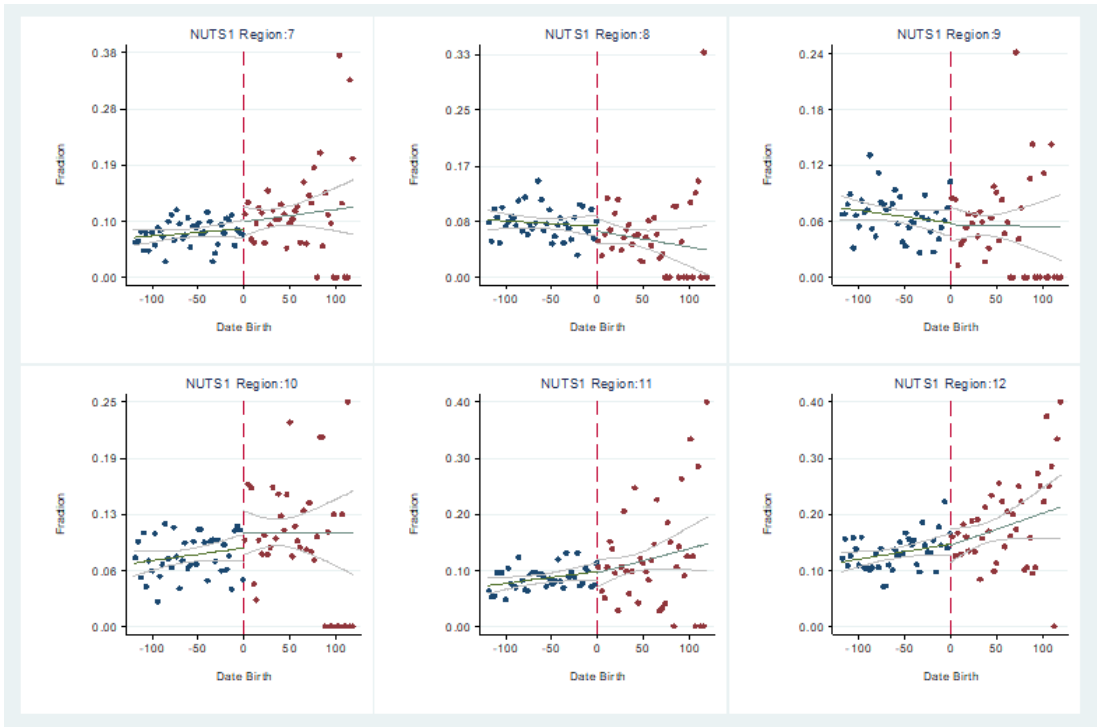 NUTS1 Region:7
0.38
0.28
0.19
0.10
0.00
Fraction
-100 -50 0 50 100
Date Birth
NUTS1 Region:8
0.33
0.25
0.17
0.08
0.00
Fraction
-100 -50 0 50 100
Date Birth
NUTS1 Region:9
0.24
0.18
0.12
0.06
0.00
Fraction
-100 -50 0 50 100
Date Birth
NUTS1 Region:10
0.25
0.19
0.13
0.06
0.00
Fraction
-100 -50 0 50 100
Date Birth
NUTS1 Region:11
0.40
0.30
0.20
0.10
0.00
Fraction
-100 -50 0 50 100
Date Birth
NUTS1 Region:12
0.40
0.30
0.20
0.10
0.00
Fraction
-100 -50 0 50 100
Date Birth